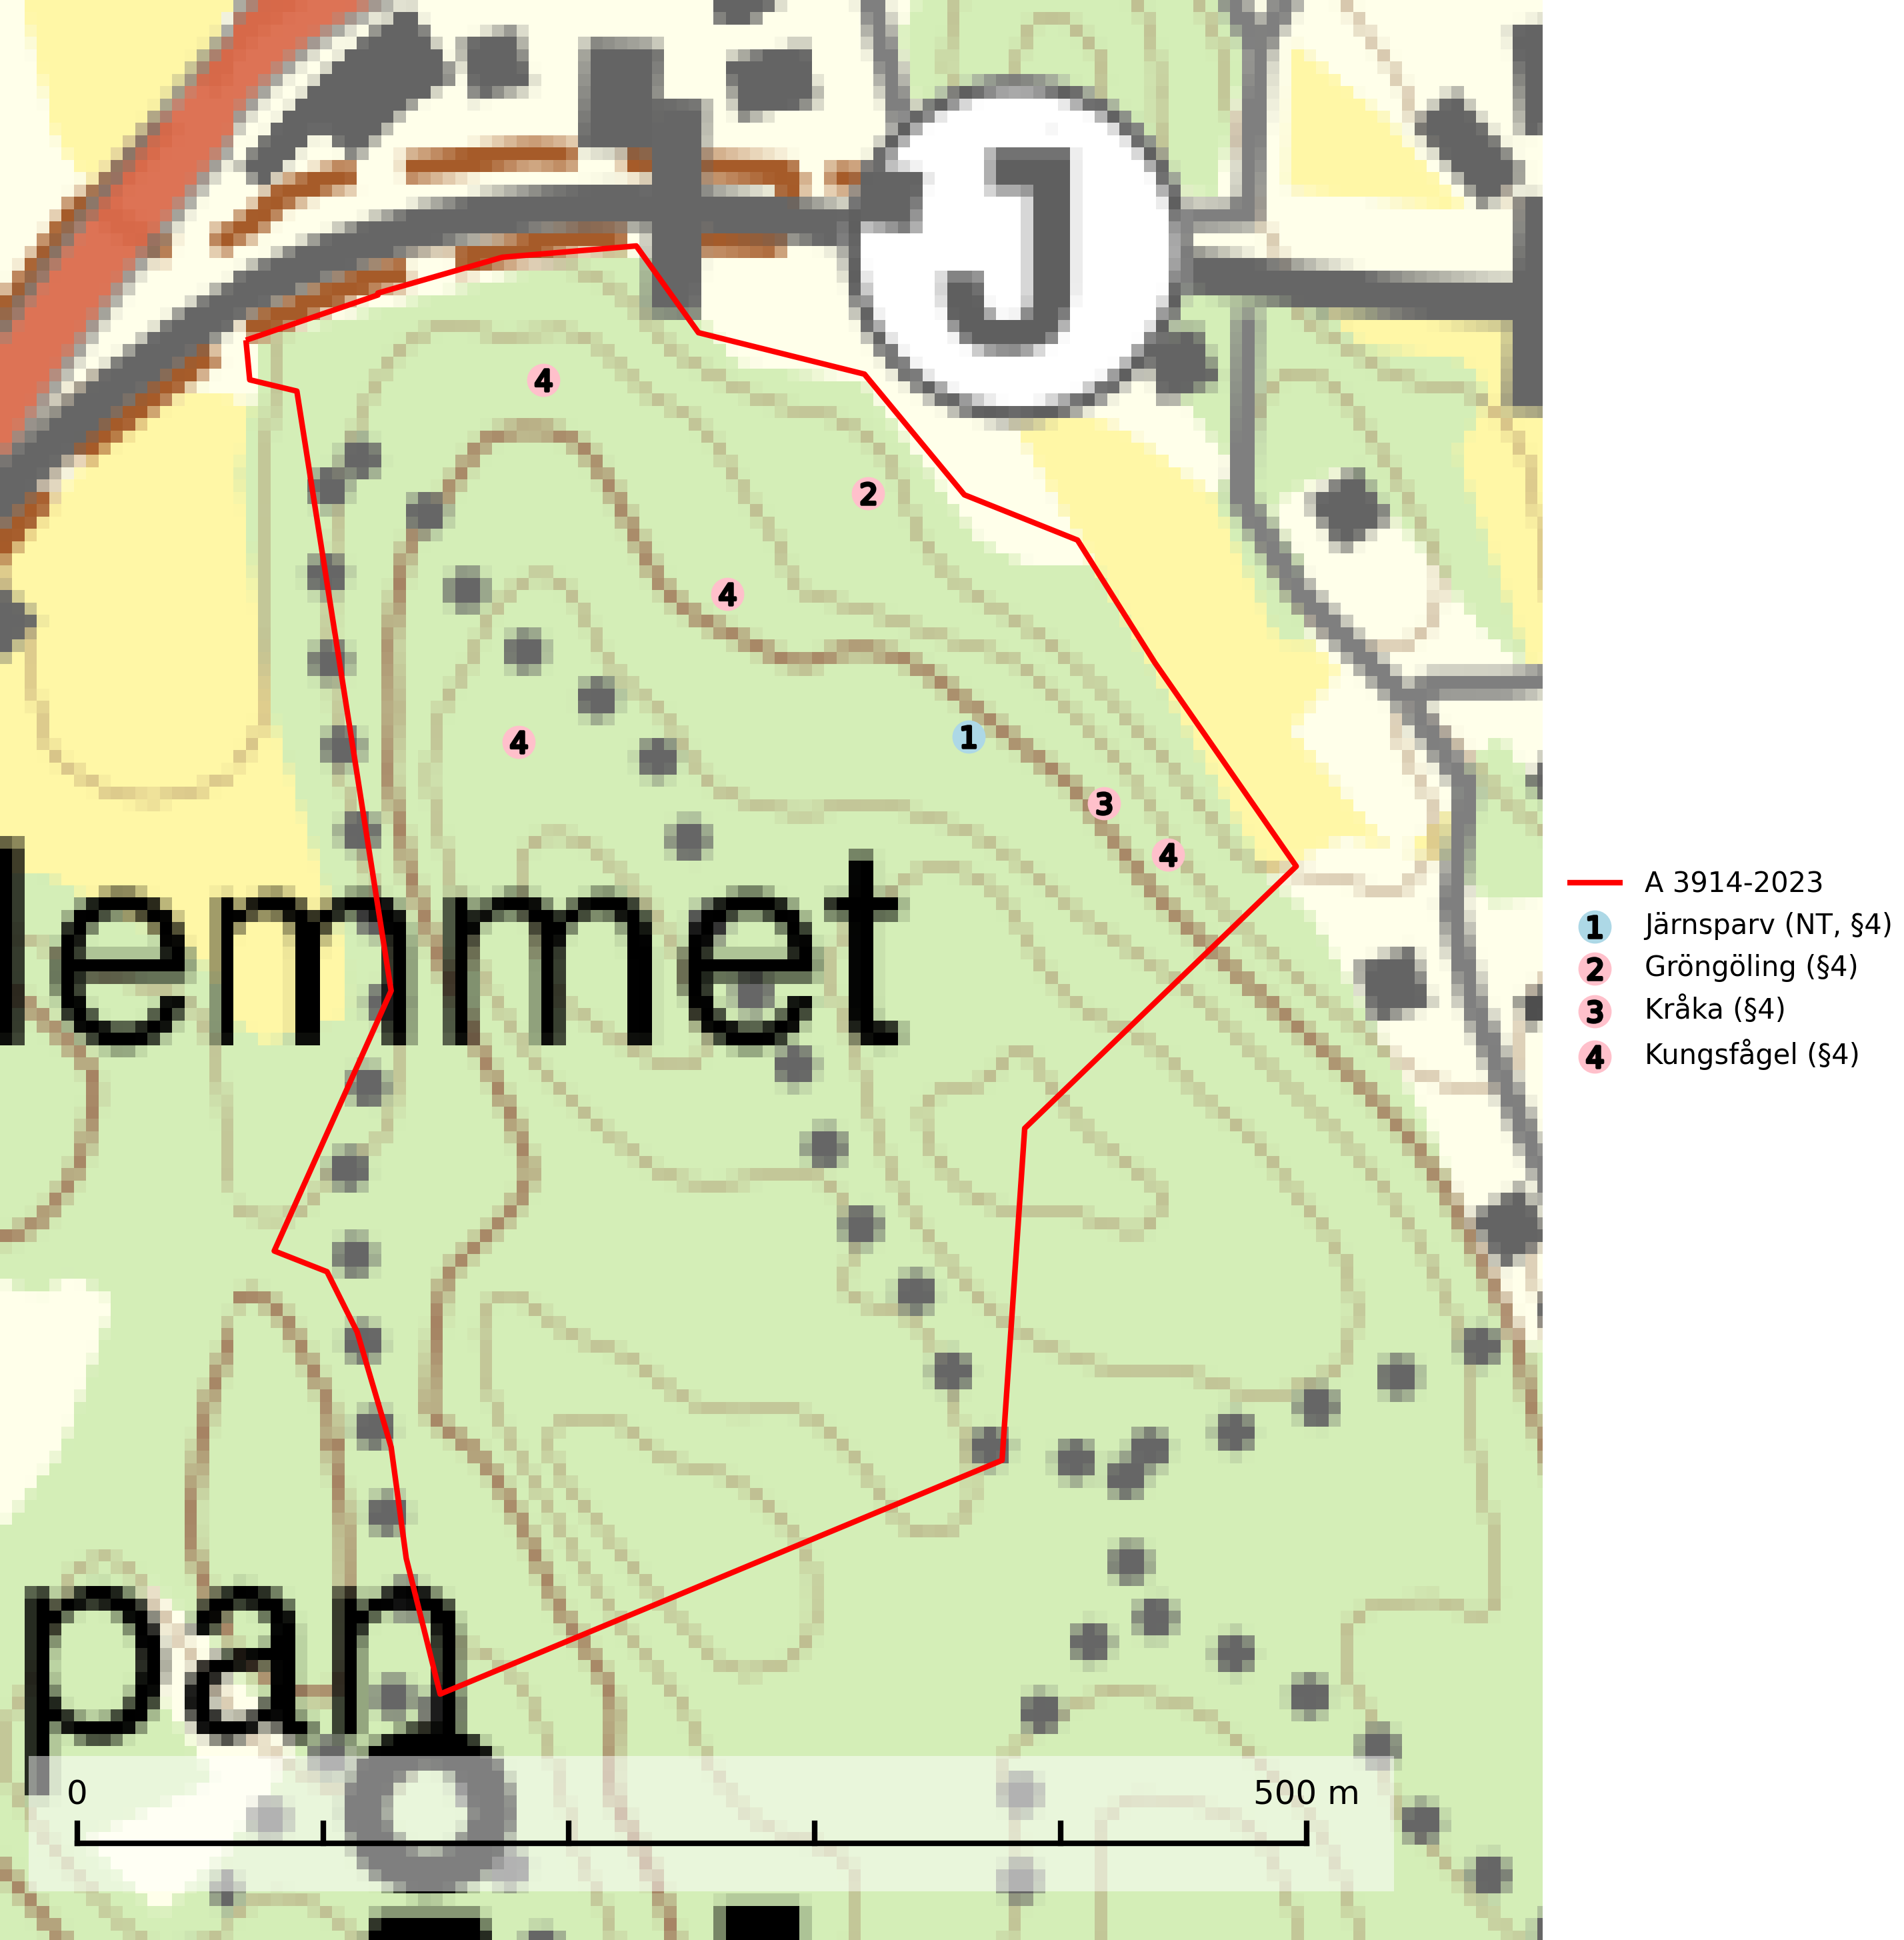 J
4
2
4
1
4
3
4
lemmet
pan
0 500 m
A 3914-2023
1 Järnsparv (NT, §4)
2 Gröngöling (§4)
3 Kråka (§4)
4 Kungsfågel (§4)